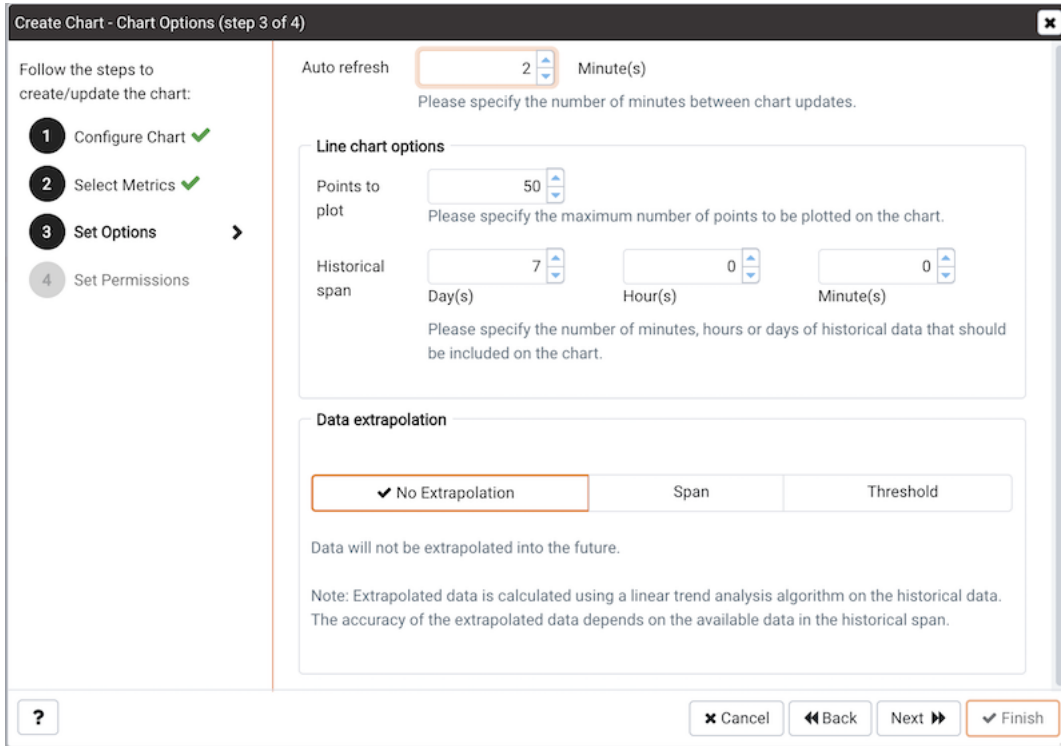 Create Chart - Chart Options (step 3 of 4)
Follow the steps to
create/update the chart:
1 Configure Chart
2 Select Metrics
3 Set Options
4 Set Permissions
Auto refresh 2 Minute(s)
Please specify the number of minutes between chart updates.
Line chart options
Points to
plot
50
Please specify the maximum number of points to be plotted on the chart.
Historical
span
7 0 0
Day(s) Hour(s) Minute(s)
Please specify the number of minutes, hours or days of historical data that should
be included on the chart.
Data extrapolation
No Extrapolation Span Threshold
Data will not be extrapolated into the future.
Note: Extrapolated data is calculated using a linear trend analysis algorithm on the historical data.
The accuracy of the extrapolated data depends on the available data in the historical span.
? Cancel Back Next Finish